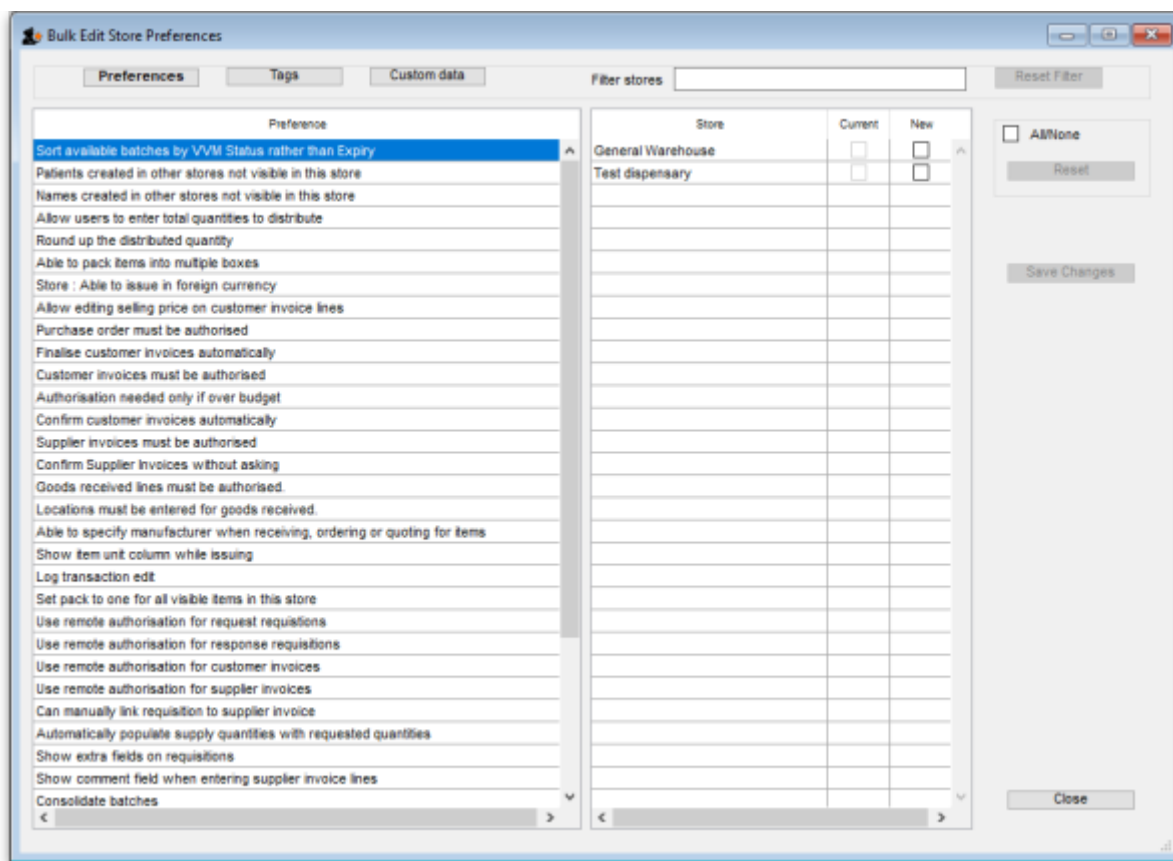 Bulk Edit Store Preferences
Preferences Tags Custom data Filter stores Reset Filter
Preference Store Current New
All/None
Sort available batches by VVM Status rather than Expiry General Warehouse
Patients created in other stores not visible in this store Test dispensary Reset
Names created in other stores not visible in this store
Allow users to enter total quantities to distribute
Round up the distributed quantity
Able to pack items into multiple boxes
Store : Able to issue in foreign currency Save Changes
Allow editing selling price on customer invoice lines
Purchase order must be authorised
Finalise customer invoices automatically
Customer invoices must be authorised
Authorisation needed only if over budget
Confirm customer invoices automatically
Supplier invoices must be authorised
Confirm Supplier Invoices without asking
Goods received lines must be authorised.
Locations must be entered for goods received.
Able to specify manufacturer when receiving, ordering or quoting for items
Show item unit column while issuing
Log transaction edit
Set pack to one for all visible items in this store
Use remote authorisation for request requistions
Use remote authorisation for response requisitions
Use remote authorisation for customer invoices
Use remote authorisation for supplier invoices
Can manually link requisition to supplier invoice
Automatically populate supply quantities with requested quantities
Show extra fields on requisitions
Show comment field when entering supplier invoice lines
Consolidate batches Close